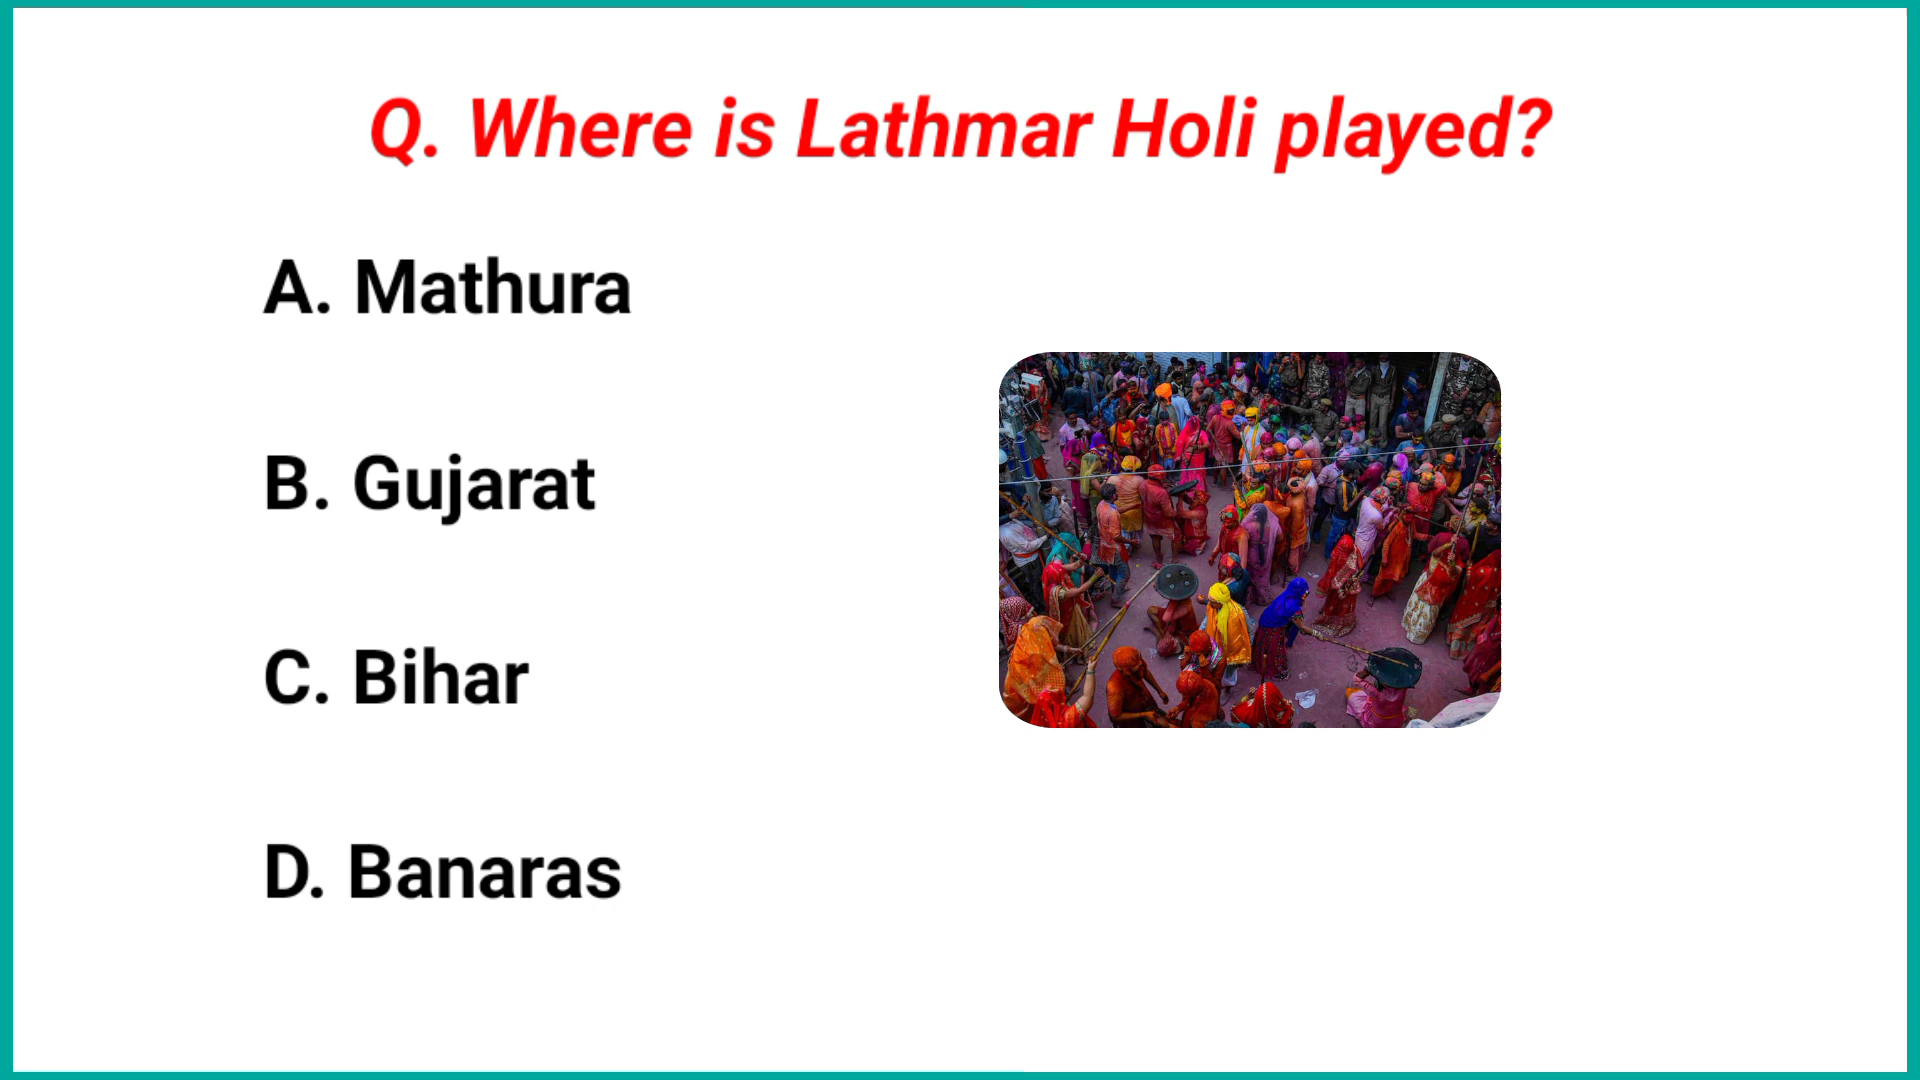 Q. Where is Lathmar Holi played?
A. Mathura
B. Gujarat
C. Bihar
D. Banaras